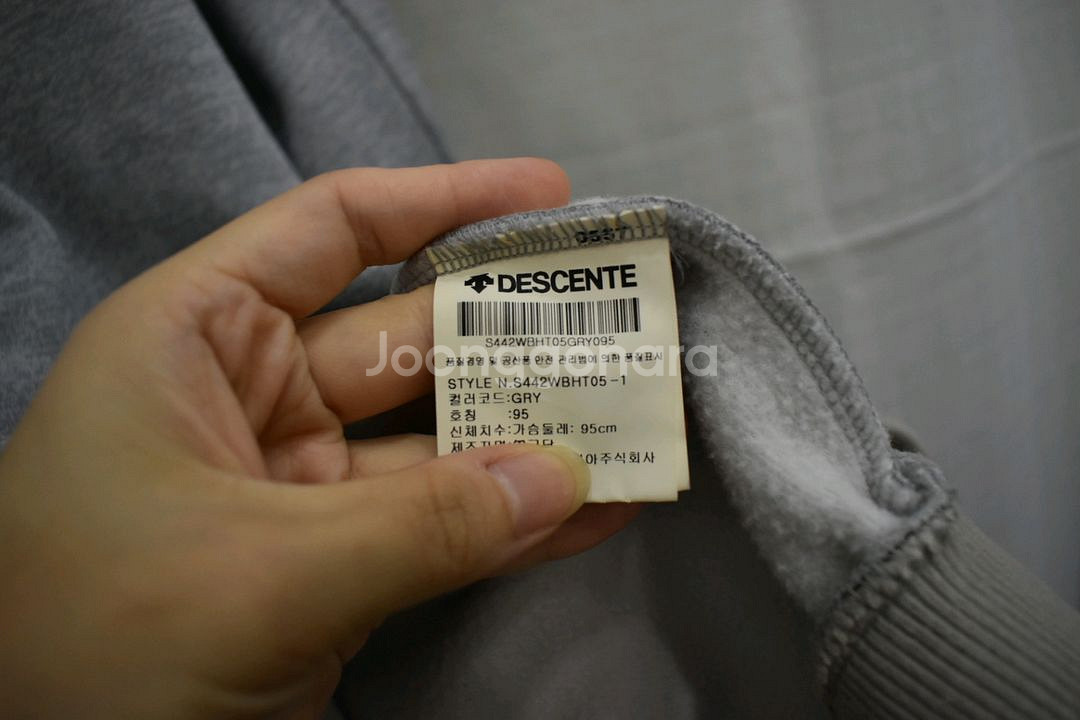 DESCENTE
S442WBHT05GRY095
품질경영 및 공산품 안전 관리법에 의한 품질표시
Joonggonara
STYLE N.S442WBHT05-1
컬러코드:GRY
호칭 :95
신체치수:가슴둘레: 95cm
아주식회사